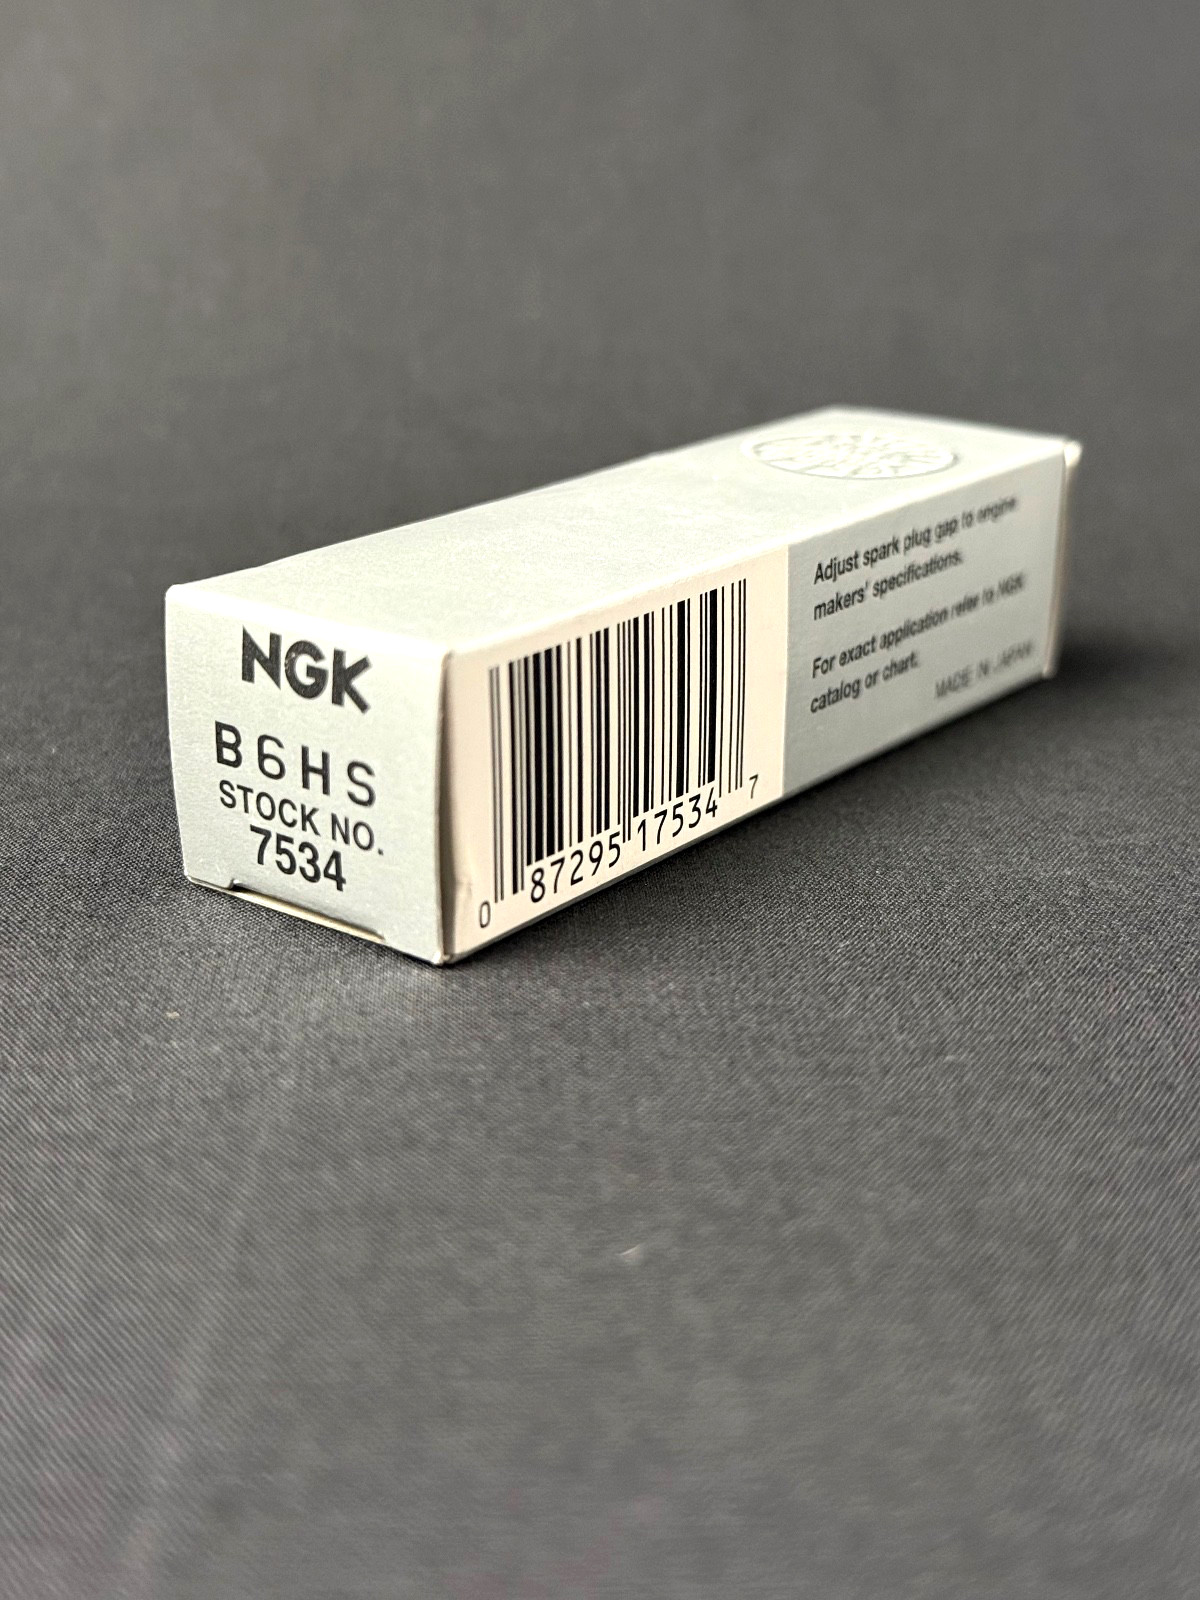 NGK
B6HS
STOCK NO.
7534
0 87295 17534 7
Adjust spark plug gap to engine
makers' specifications.
For exact application refer to NGK
catalog or chart.
MADE IN JAPAN